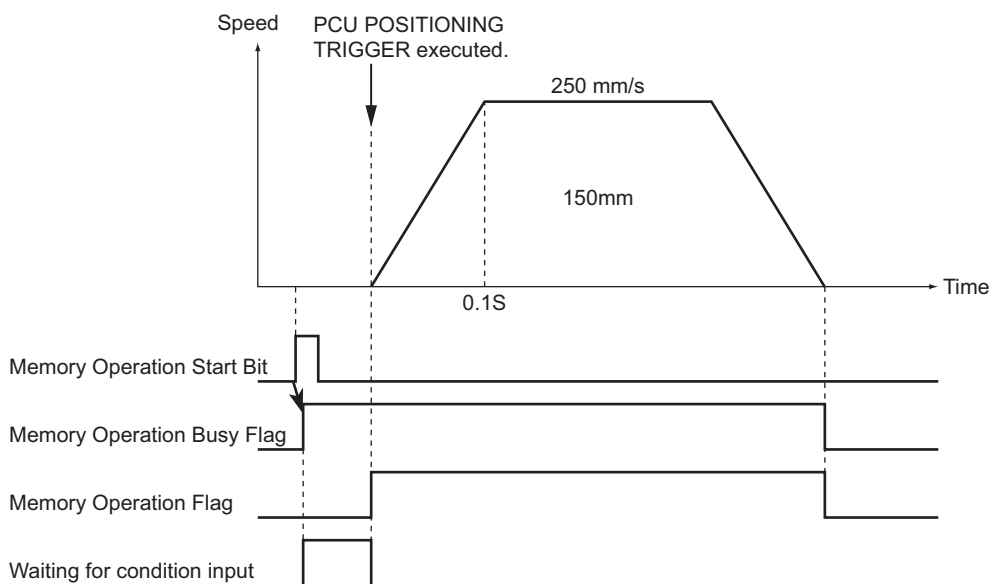 Speed
PCU POSITIONING
TRIGGER executed.
250 mm/s
150mm
Time
0.1S
Memory Operation Start Bit
Memory Operation Busy Flag
Memory Operation Flag
Waiting for condition input